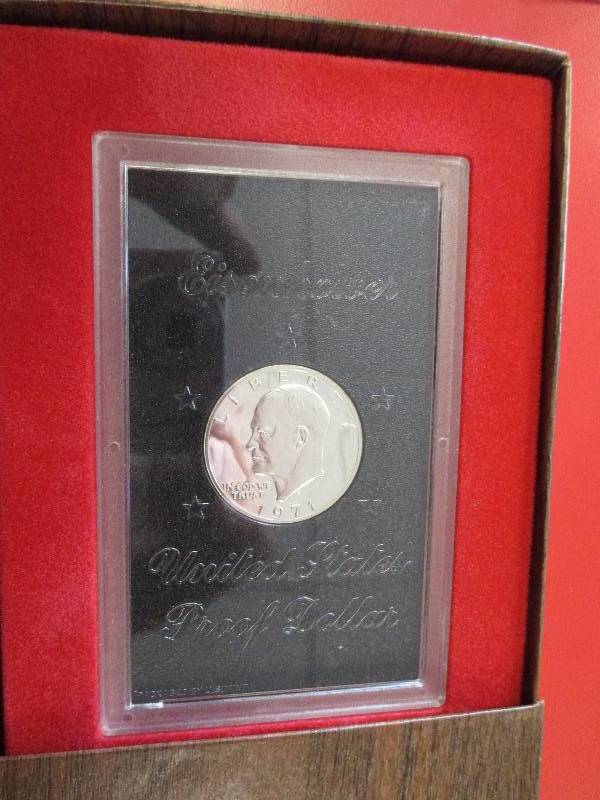 Eisenhower
LIBERTY
IN GOD WE
TRUST
1971
United States
Proof Dollar